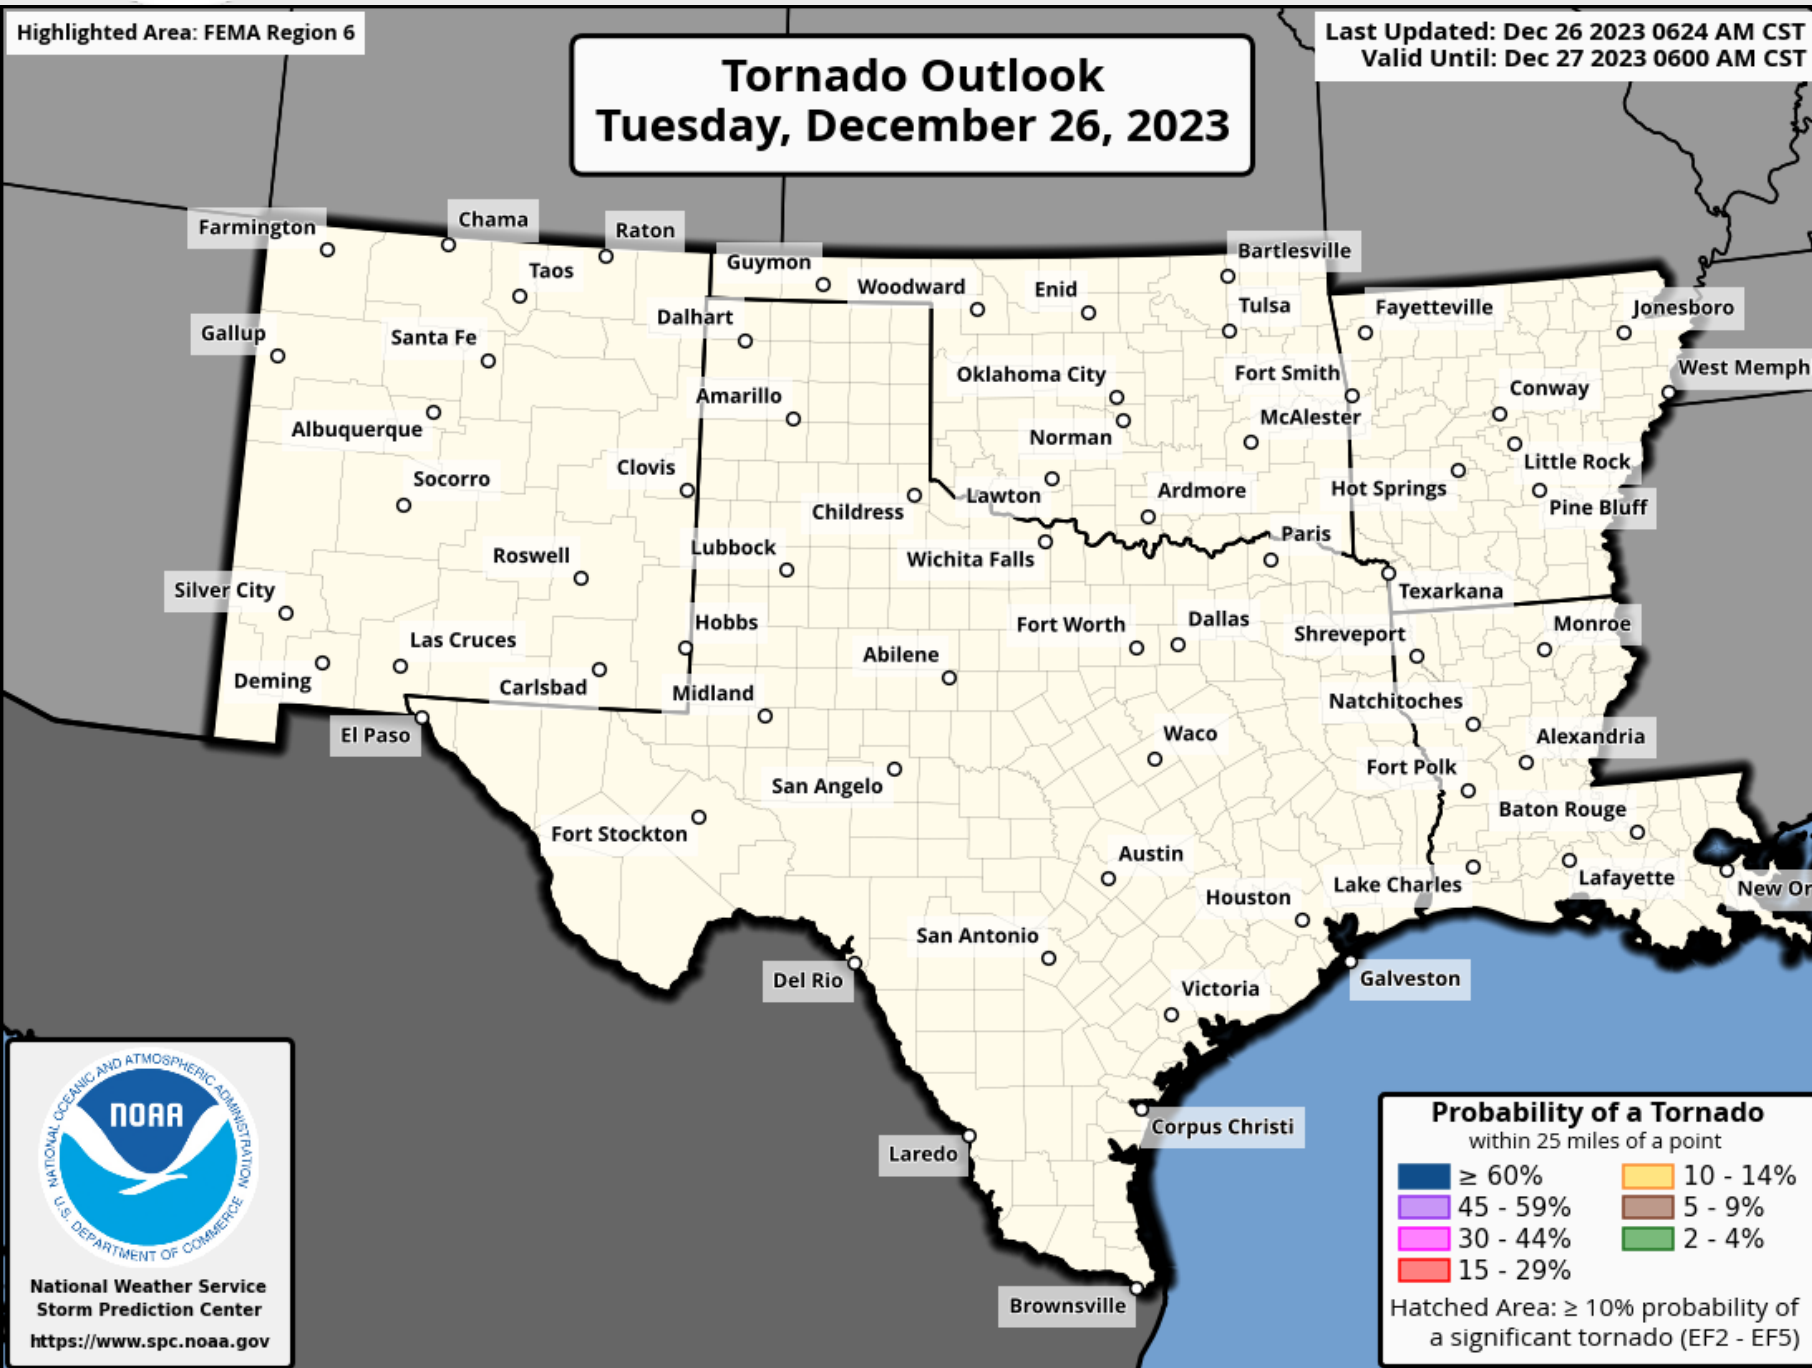 Highlighted Area: FEMA Region 6
Last Updated: Dec 26 2023 0624 AM CST
Valid Until: Dec 27 2023 0600 AM CST
Tornado Outlook
Tuesday, December 26, 2023
Farmington
Chama
Raton
Taos
Guymon
Woodward
Enid
Bartlesville
Tulsa
Fayetteville
Jonesboro
Gallup
Santa Fe
Dalhart
Oklahoma City
Fort Smith
Conway
West Memph
Albuquerque
Amarillo
Norman
McAlester
Little Rock
Socorro
Clovis
Childress
Lawton
Ardmore
Hot Springs
Pine Bluff
Roswell
Lubbock
Wichita Falls
Paris
Texarkana
Silver City
Hobbs
Fort Worth
Dallas
Shreveport
Monroe
Las Cruces
Deming
Carlsbad
Midland
Abilene
Natchitoches
El Paso
Waco
Alexandria
San Angelo
Fort Polk
Fort Stockton
Baton Rouge
Austin
Lake Charles
Lafayette
New Or
Houston
San Antonio
Del Rio
Victoria
Galveston
Corpus Christi
Laredo
Brownsville
NATIONAL OCEANIC AND ATMOSPHERIC ADMINISTRATION
NOAA
U.S. DEPARTMENT OF COMMERCE
National Weather Service
Storm Prediction Center
https://www.spc.noaa.gov
Probability of a Tornado
within 25 miles of a point
≥ 60%
10 - 14%
45 - 59%
5 - 9%
30 - 44%
2 - 4%
15 - 29%
Hatched Area: ≥ 10% probability of
a significant tornado (EF2 - EF5)